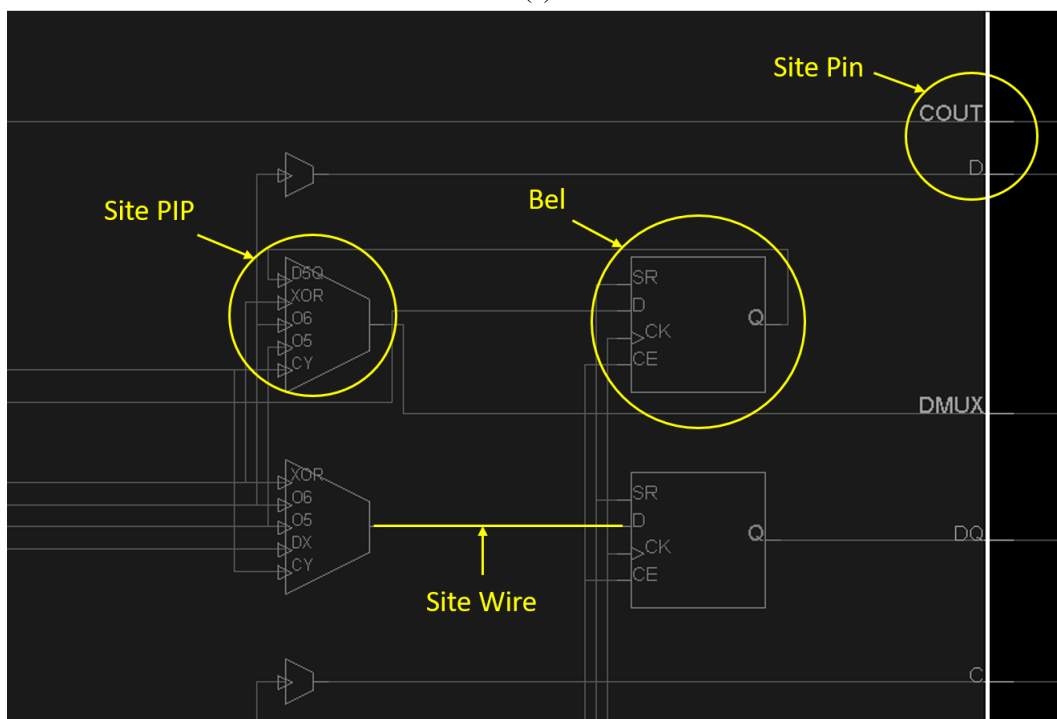 Site Pin
COUT
D
Site PIP
Bel
D5Q
XOR
O6
O5
CY
SR
D
CK
CE
Q
DMUX
XOR
O6
O5
DX
CY
SR
D
CK
CE
Q
DQ
Site Wire
C